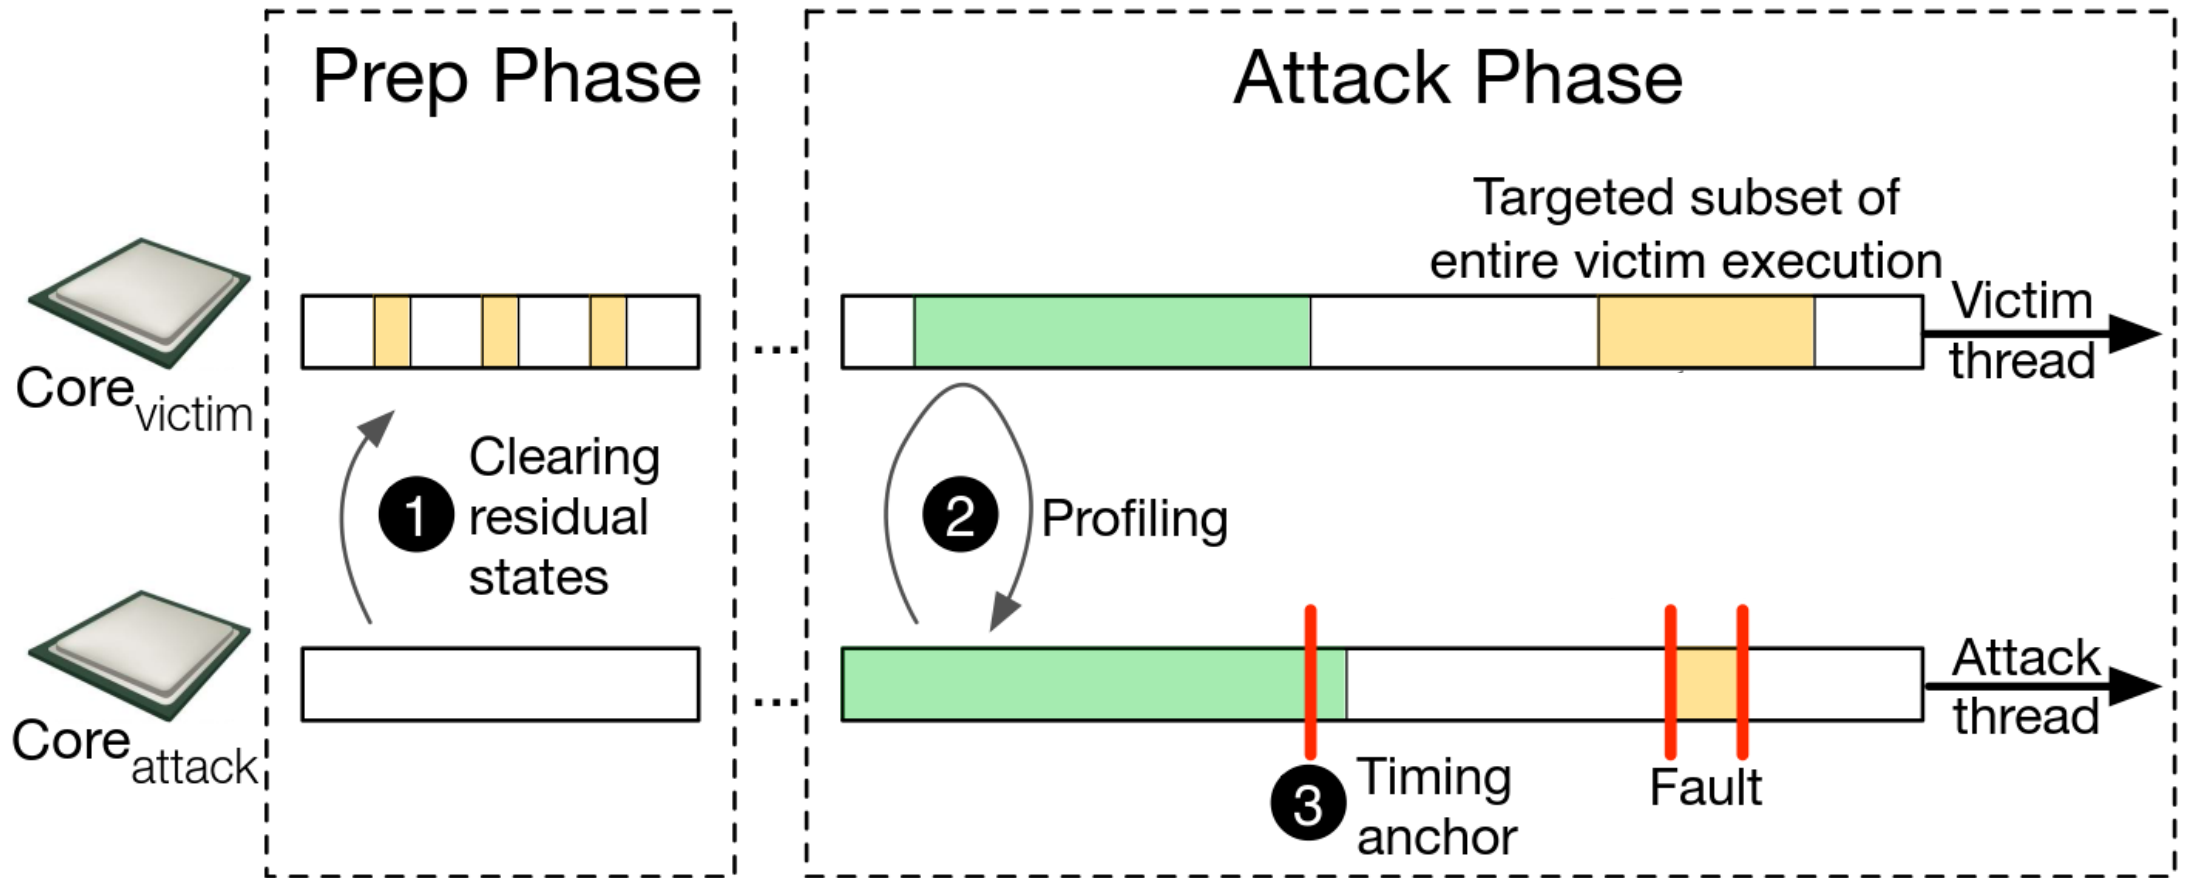 Prep Phase
Attack Phase
Targeted subset of
entire victim execution
Victim
thread
Core victim
...
1
Clearing
residual
states
2
Profiling
Core attack
...
Attack
thread
3
Timing
anchor
Fault